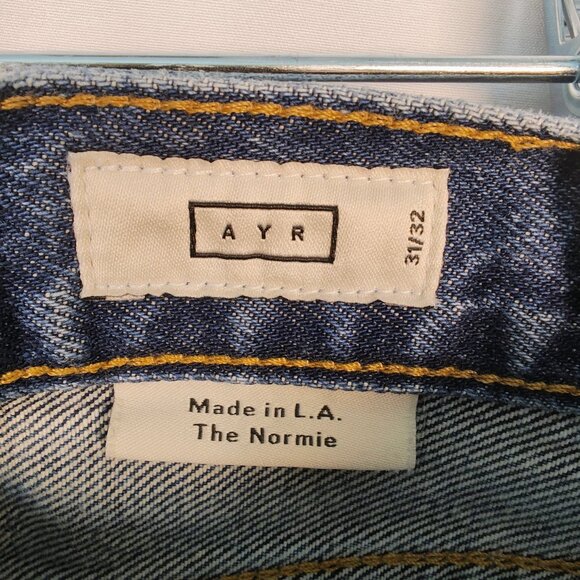 AYR
31/32
Made in L.A.
The Normie